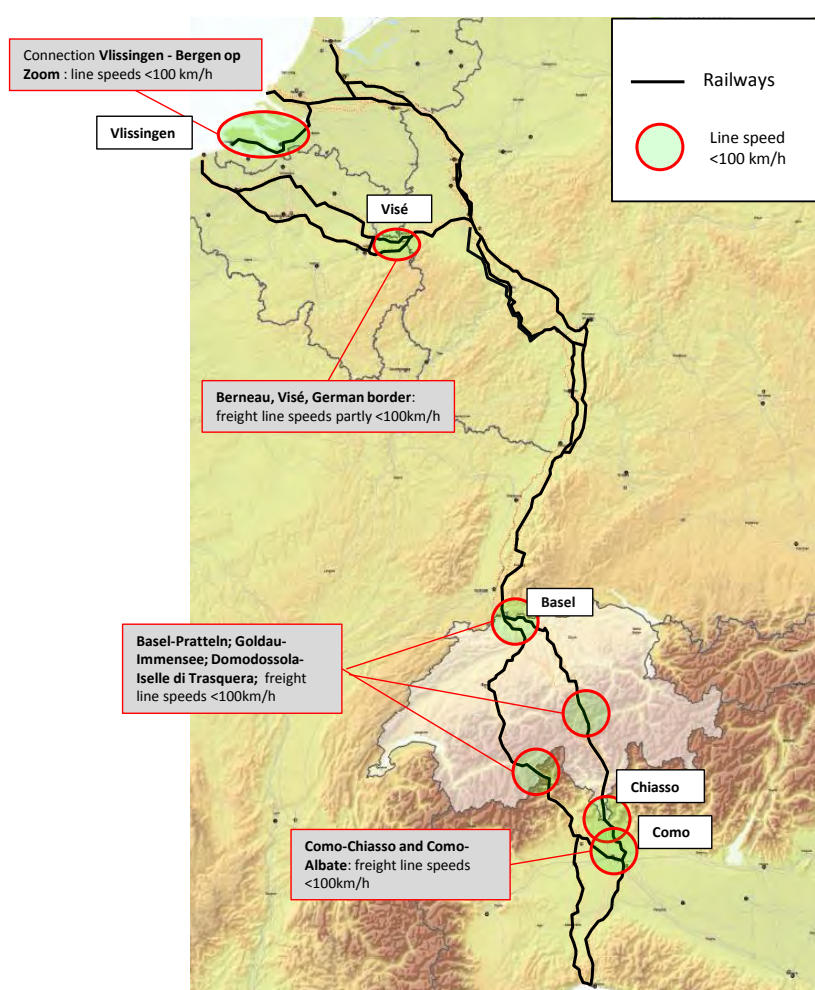 Connection Vlissingen - Bergen op
Zoom : line speeds <100 km/h
Vlissingen
Railways
Line speed
<100 km/h
Visé
Berneau, Visé, German border:
freight line speeds partly <100km/h
Basel
Basel-Pratteln; Goldau-
Immensee; Domodossola-
Iselle di Trasquera; freight
line speeds <100km/h
Chiasso
Como
Como-Chiasso and Como-
Albate: freight line speeds
<100km/h